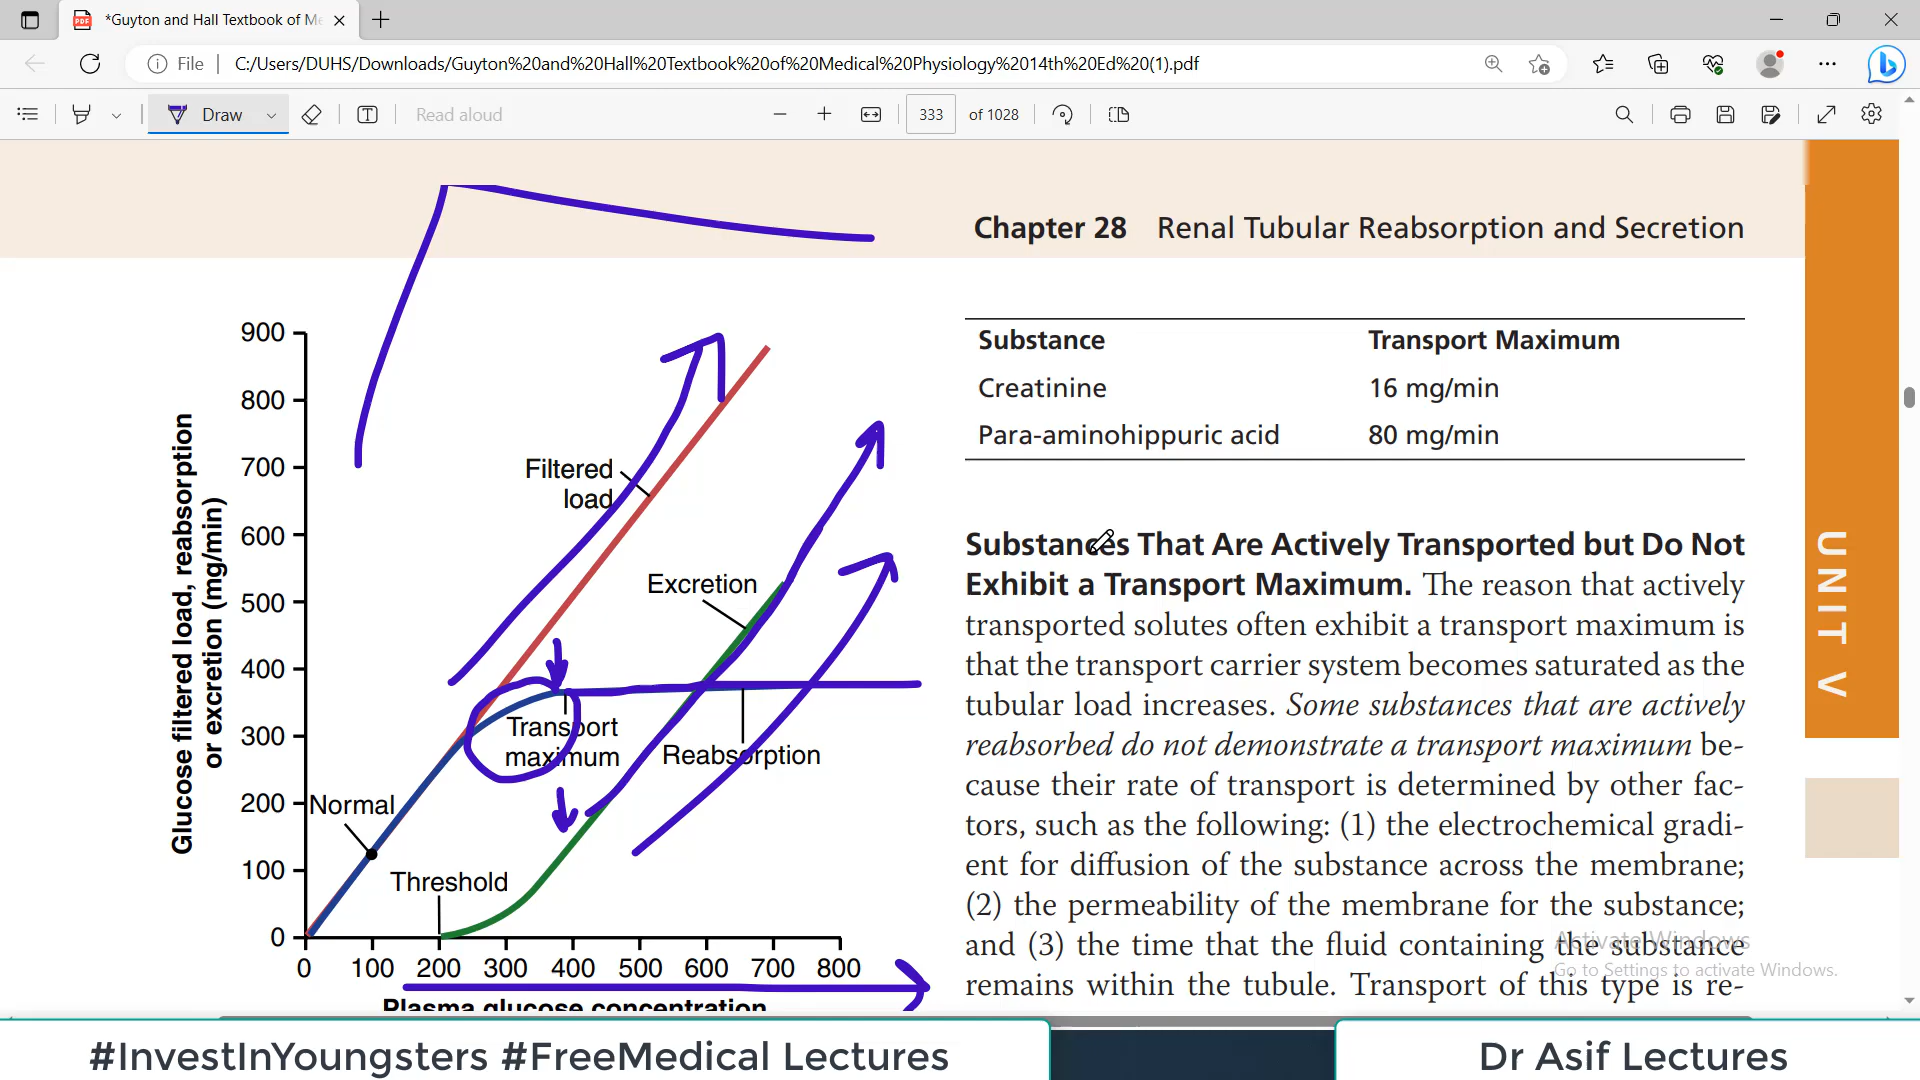 *Guyton and Hall Textbook of Me
File
C:/Users/DUHS/Downloads/Guyton%20and%20Hall%20Textbook%20of%20Medical%20Physiology%2014th%20Ed%20(1).pdf
Draw
Read aloud
333 of 1028
Chapter 28 Renal Tubular Reabsorption and Secretion
Glucose filtered load, reabsorption
or excretion (mg/min)
900
800
700
600
500
400
300
200
100
0
Filtered
load
Excretion
Transport
maximum
Reabsorption
Normal
Threshold
0 100 200 300 400 500 600 700 800
Plasma glucose concentration
Substance Transport Maximum
Creatinine 16 mg/min
Para-aminohippuric acid 80 mg/min
Substances That Are Actively Transported but Do Not
Exhibit a Transport Maximum. The reason that actively
transported solutes often exhibit a transport maximum is
that the transport carrier system becomes saturated as the
tubular load increases. Some substances that are actively
reabsorbed do not demonstrate a transport maximum be-
cause their rate of transport is determined by other fac-
tors, such as the following: (1) the electrochemical gradi-
ent for diffusion of the substance across the membrane;
(2) the permeability of the membrane for the substance;
and (3) the time that the fluid containing the substance
remains within the tubule. Transport of this type is re-
UNIT V
Activate Windows
Go to Settings to activate Windows.
#InvestInYoungsters #FreeMedical Lectures
Dr Asif Lectures